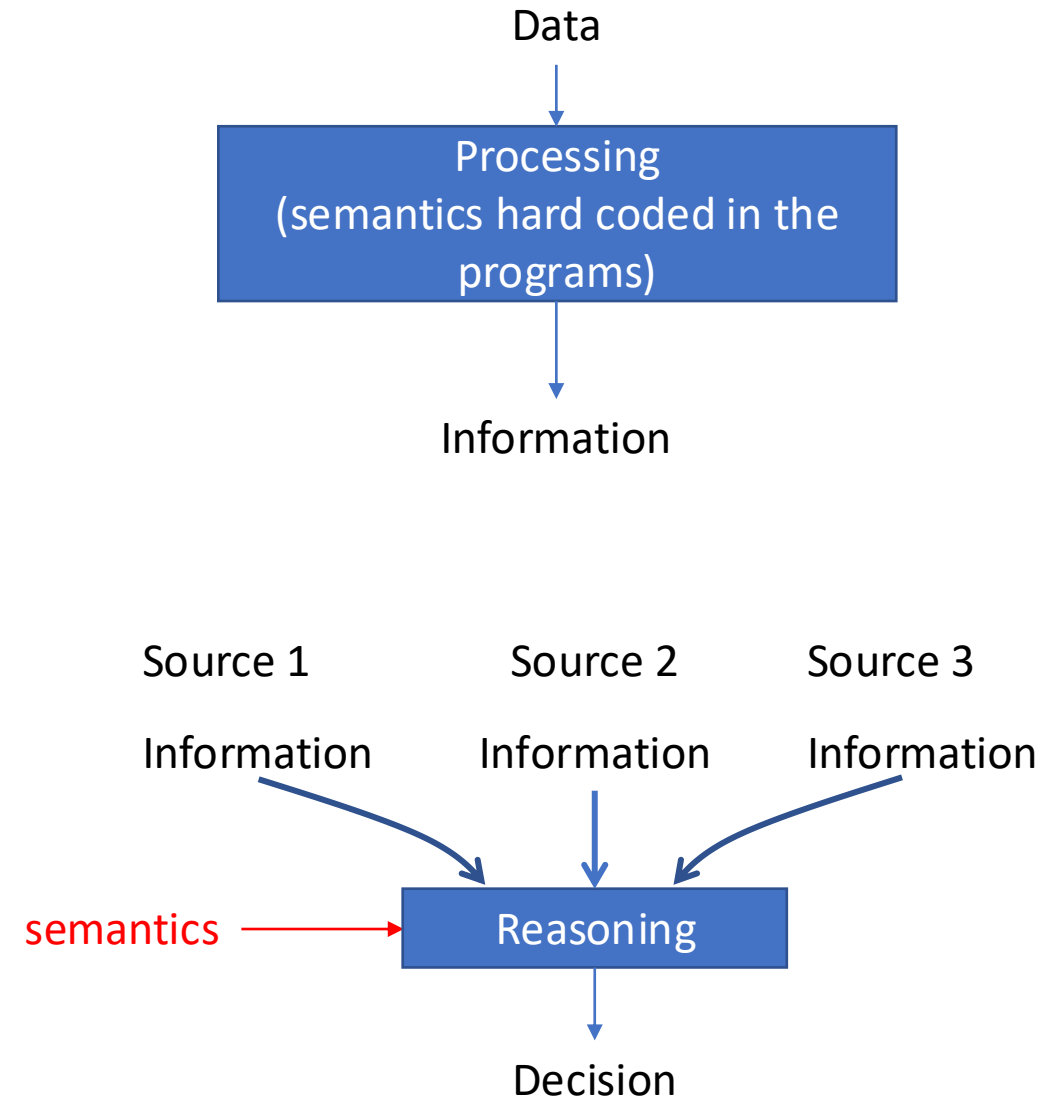 Data
Processing
(semantics hard coded in the
programs)
Information
Source 1
Source 2
Source 3
Information
Information
Information
semantics
Reasoning
Decision